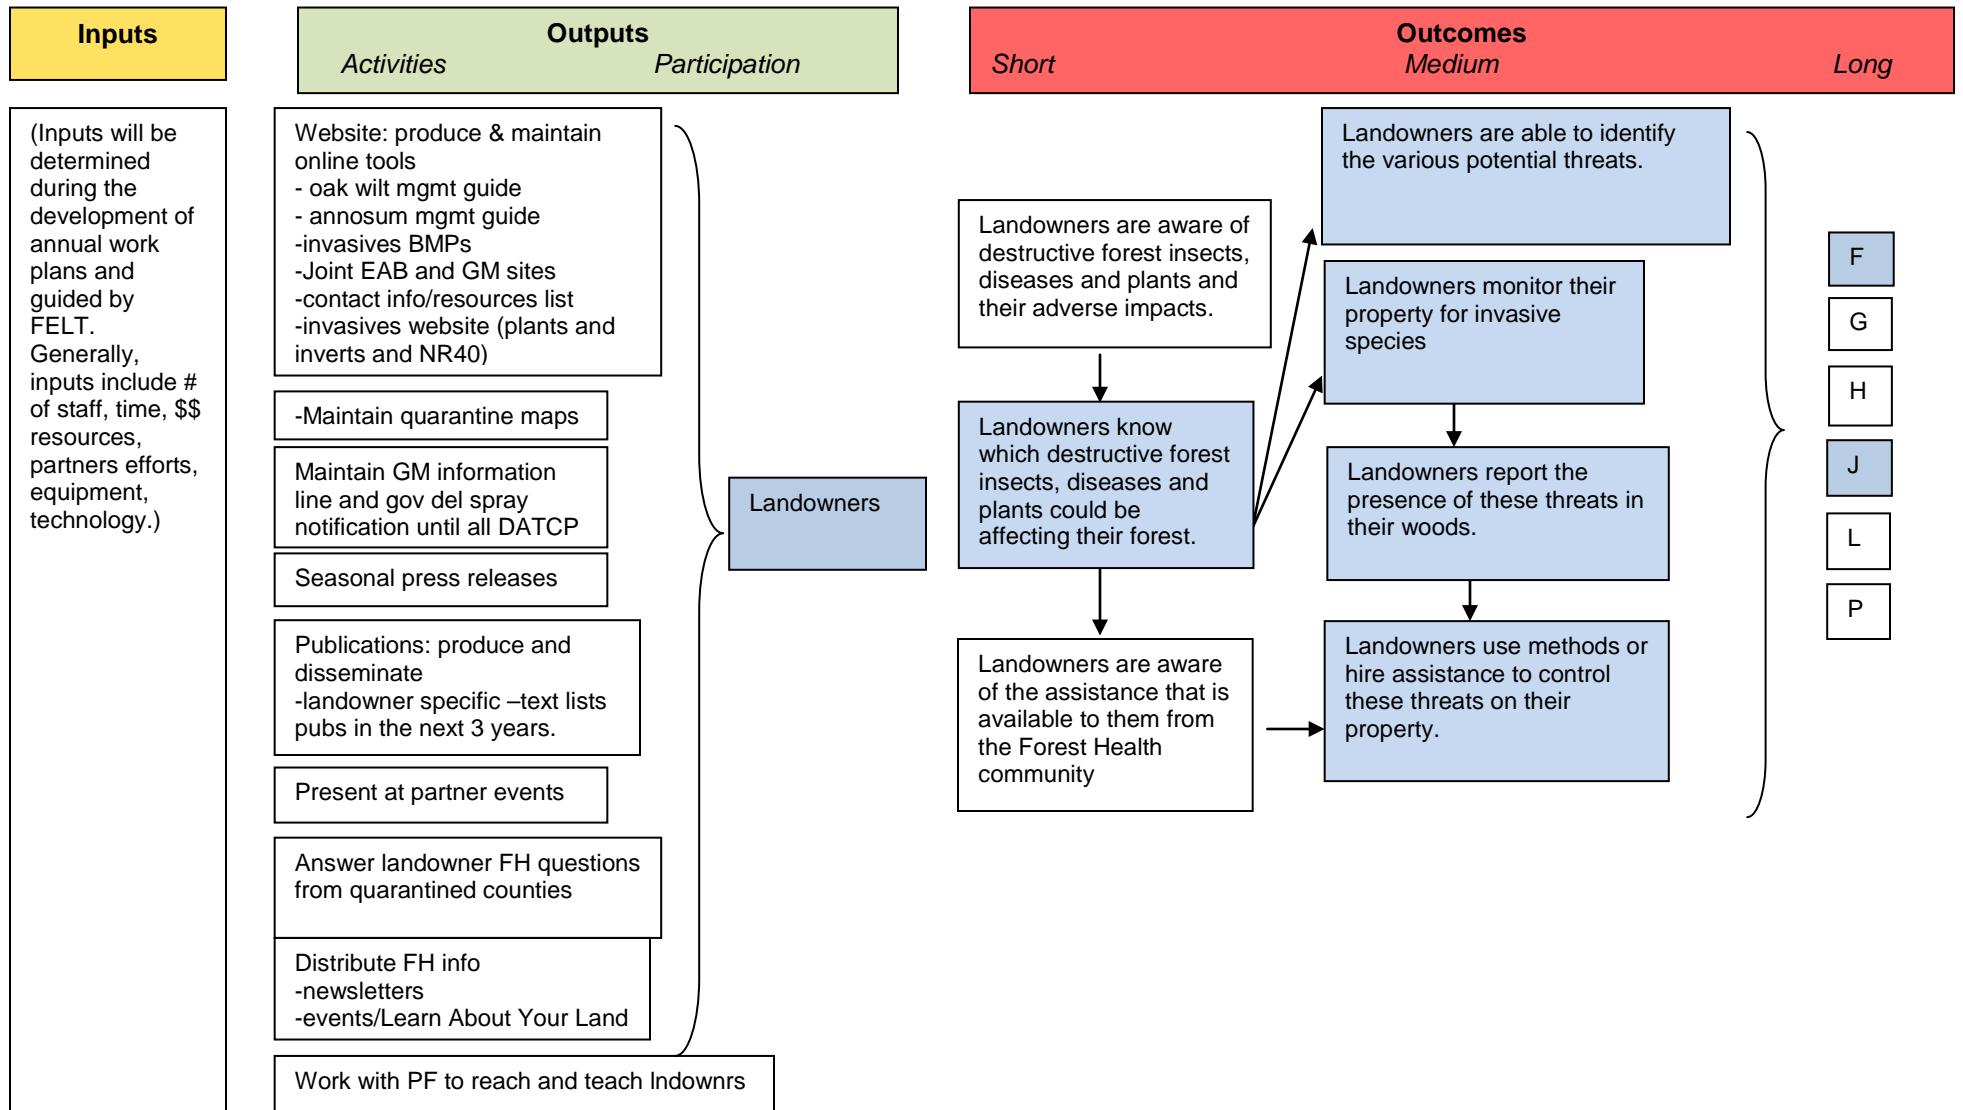 Inputs
Outputs
Activities Participation
Outcomes
Short Medium Long
(Inputs will be
determined
during the
development of
annual work
plans and
guided by
FELT.
Generally,
inputs include #
of staff, time, $$
resources,
partners efforts,
equipment,
technology.)
Website: produce & maintain
online tools
- oak wilt mgmt guide
- annosum mgmt guide
-invasives BMPs
-Joint EAB and GM sites
-contact info/resources list
-invasives website (plants and
inverts and NR40)
-Maintain quarantine maps
Maintain GM information
line and gov del spray
notification until all DATCP
Seasonal press releases
Publications: produce and
disseminate
-landowner specific –text lists
pubs in the next 3 years.
Present at partner events
Answer landowner FH questions
from quarantined counties
Distribute FH info
-newsletters
-events/Learn About Your Land
Work with PF to reach and teach lndownrs
Landowners
Landowners are aware of
destructive forest insects,
diseases and plants and
their adverse impacts.
Landowners know
which destructive forest
insects, diseases and
plants could be
affecting their forest.
Landowners are aware
of the assistance that is
available to them from
the Forest Health
community
Landowners are able to identify
the various potential threats.
Landowners monitor their
property for invasive
species
Landowners report the
presence of these threats in
their woods.
Landowners use methods or
hire assistance to control
these threats on their
property.
F
G
H
J
L
P